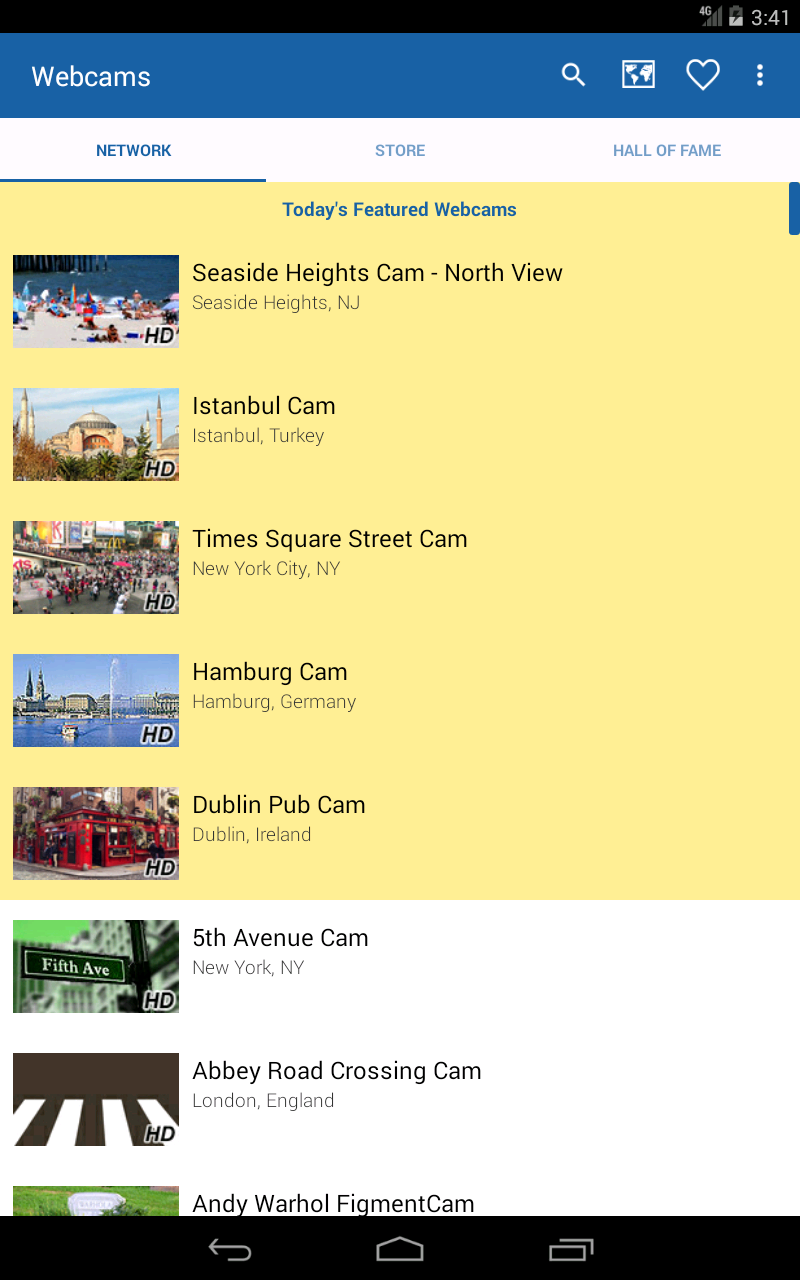 4G 3:41
Webcams
NETWORK STORE HALL OF FAME
Today's Featured Webcams
Seaside Heights Cam - North View
Seaside Heights, NJ
HD
Istanbul Cam
Istanbul, Turkey
HD
Times Square Street Cam
New York City, NY
HD
Hamburg Cam
Hamburg, Germany
HD
Dublin Pub Cam
Dublin, Ireland
HD
5th Avenue Cam
Fifth Ave
New York, NY
HD
Abbey Road Crossing Cam
London, England
HD
Andy Warhol FigmentCam